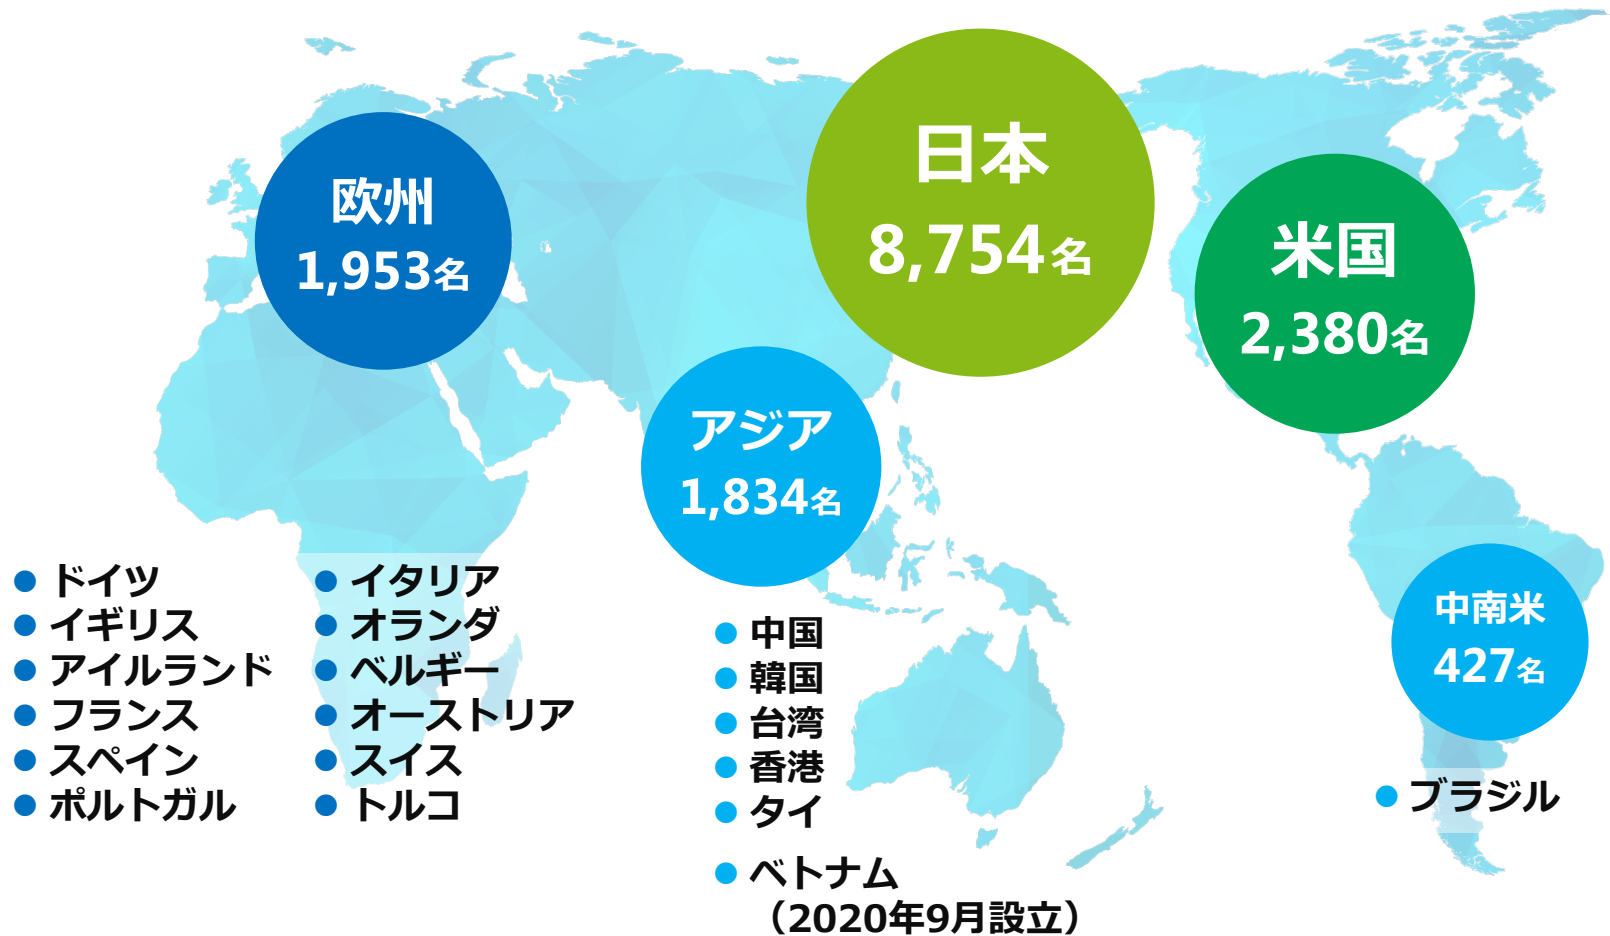 欧州
1,953名
日本
8,754名
米国
2,380名
アジア
1,834名
中南米
427名
● ドイツ
● イギリス
● アイルランド
● フランス
● スペイン
● ポルトガル
● イタリア
● オランダ
● ベルギー
● オーストリア
● スイス
● トルコ
● 中国
● 韓国
● 台湾
● 香港
● タイ
● ベトナム
（2020年9月設立）
● ブラジル